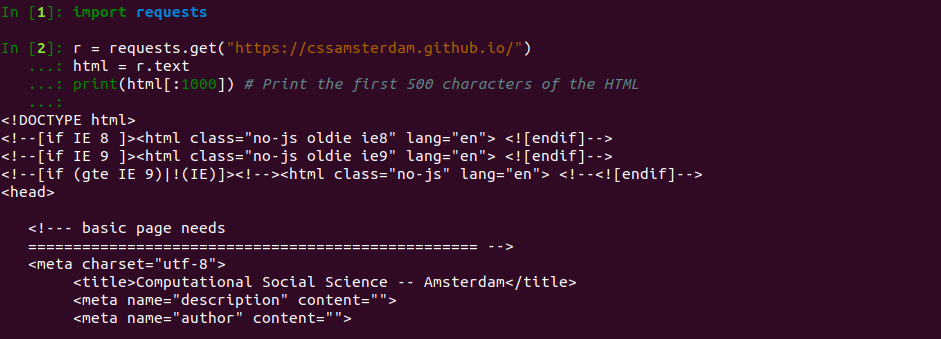 In [1]: import requests
In [2]: r = requests.get("https://cssamsterdam.github.io/")
   ...: html = r.text
   ...: print(html[:1000]) # Print the first 500 characters of the HTML
   ...:
<!DOCTYPE html>
<!--[if IE 8 ]><html class="no-js oldie ie8" lang="en"> <![endif]-->
<!--[if IE 9 ]><html class="no-js oldie ie9" lang="en"> <![endif]-->
<!--[if (gte IE 9)|!(IE)]><!--><html class="no-js" lang="en"> <!--<![endif]-->
<head>
   <!--- basic page needs
   ================================================== -->
   <meta charset="utf-8">
        <title>Computational Social Science -- Amsterdam</title>
        <meta name="description" content="">
        <meta name="author" content="">